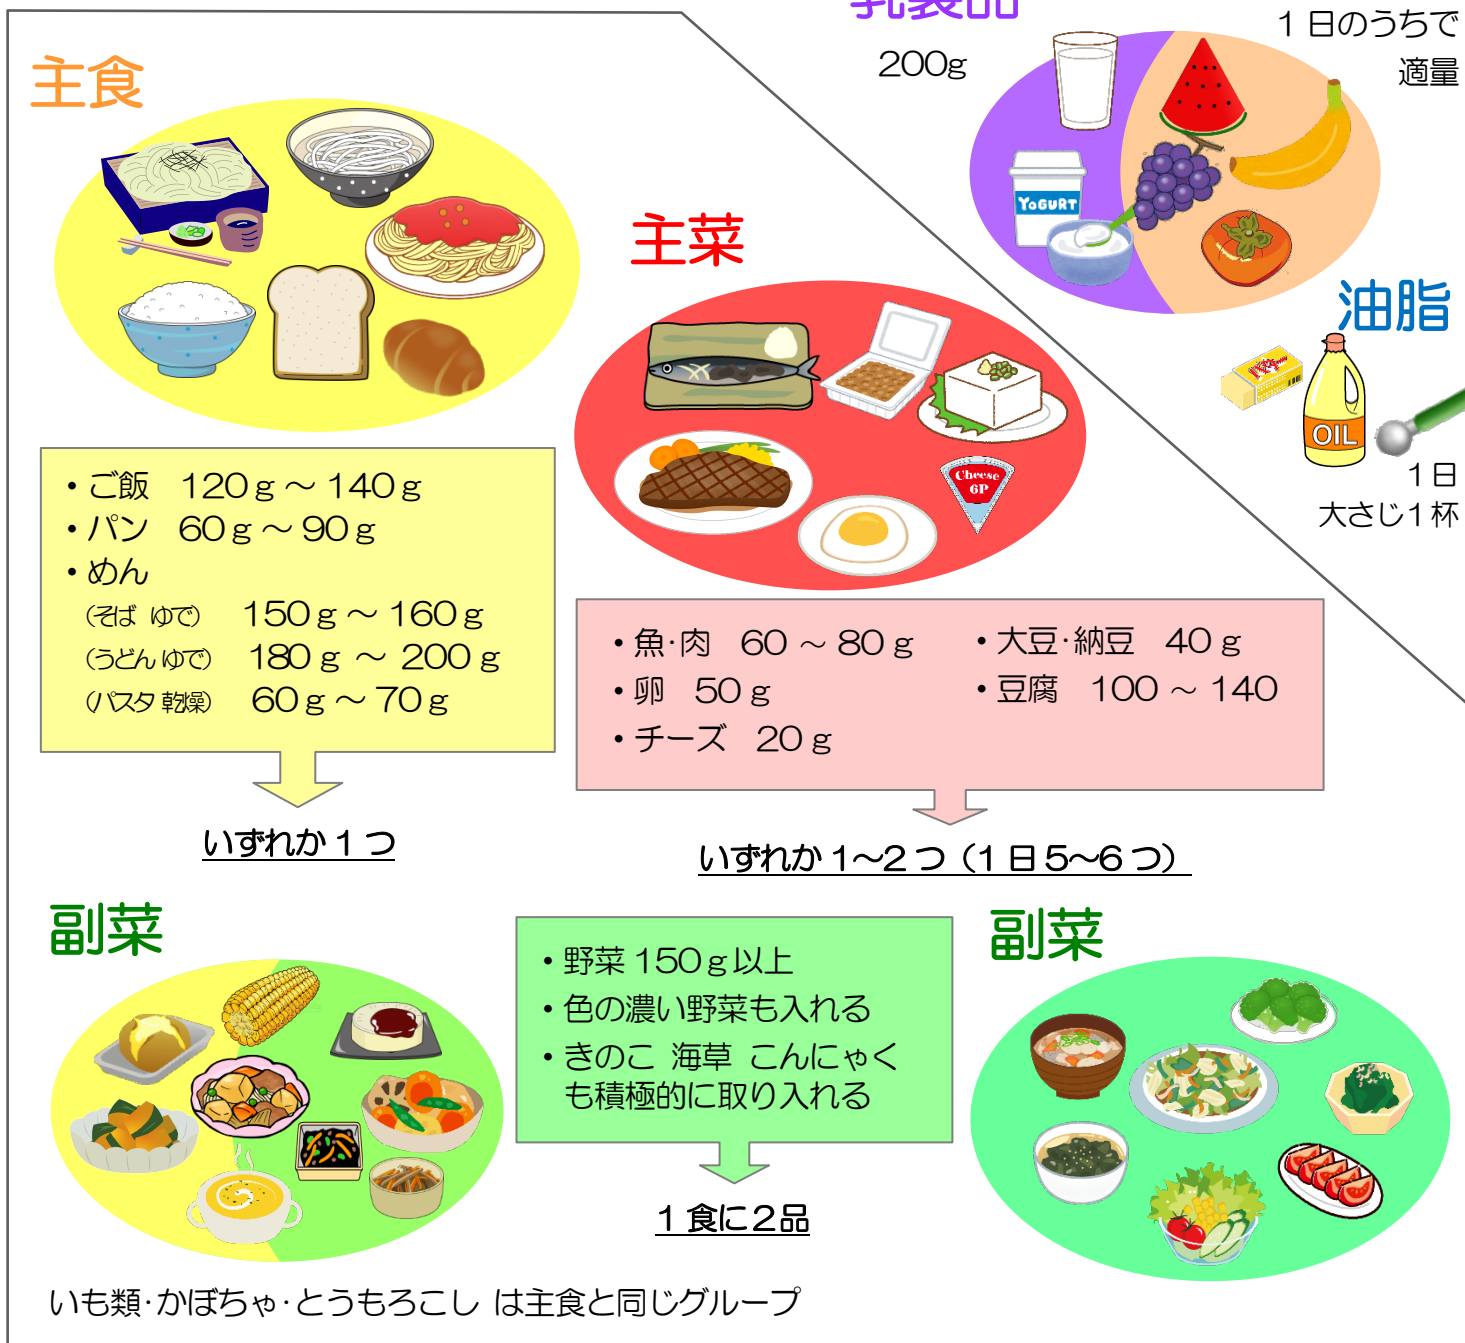 乳製品
200g
1日のうちで
適量
主食
YOGURT
主菜
油脂
バター
OIL
1日
大さじ1杯
Cheese
6P
・ご飯　120g～140g
・パン　60g～90g
・めん
（そば ゆで）　150g～160g
（うどん ゆで）　180g～200g
（パスタ 乾燥）　60g～70g
いずれか1つ
・魚・肉　60～80g
・卵　50g
・チーズ　20g
・大豆・納豆　40g
・豆腐　100～140
いずれか1～2つ（1日5～6つ）
副菜
・野菜150g以上
・色の濃い野菜も入れる
・きのこ 海草 こんにゃく
も積極的に取り入れる
1食に2品
副菜
いも類・かぼちゃ・とうもろこし は主食と同じグループ